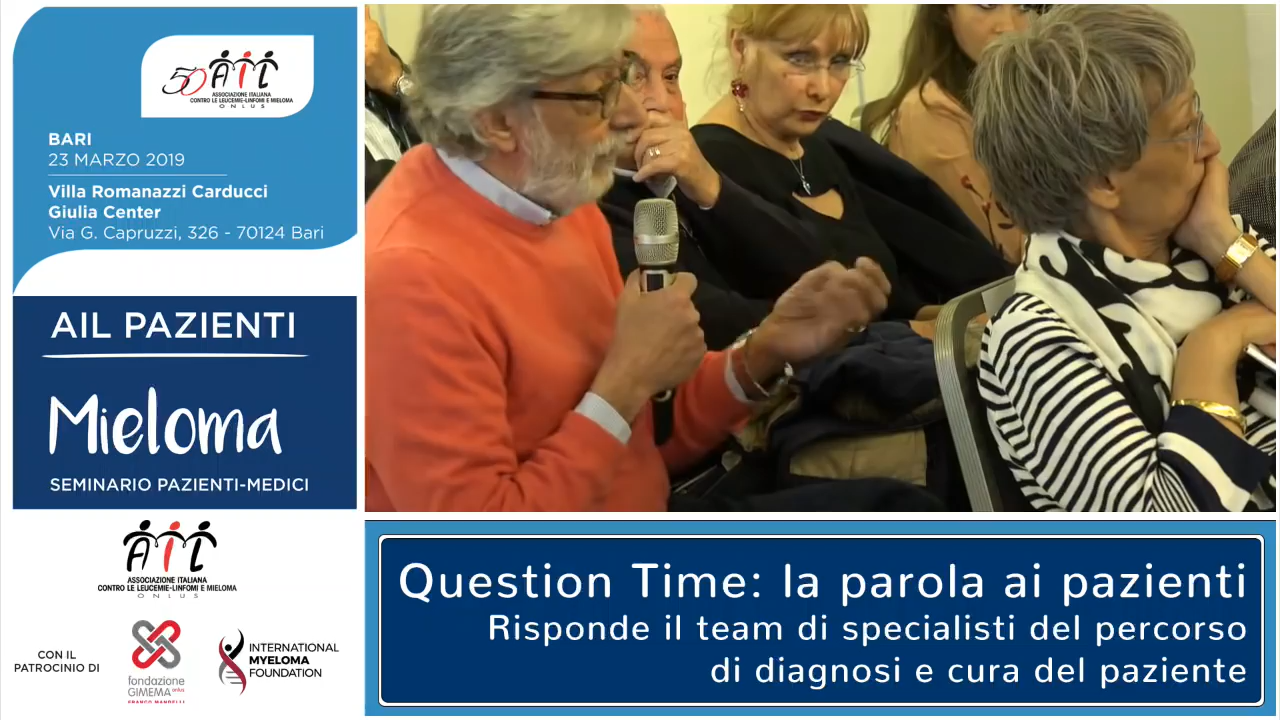 50 AIL
ASSOCIAZIONE ITALIANA
CONTRO LE LEUCEMIE-LINFOMI E MIELOMA
ONLUS
BARI
23 MARZO 2019
Villa Romanazzi Carducci
Giulia Center
Via G. Capruzzi, 326 - 70124 Bari
AIL PAZIENTI
Mieloma
SEMINARIO PAZIENTI-MEDICI
AIL
ASSOCIAZIONE ITALIANA
CONTRO LE LEUCEMIE-LINFOMI E MIELOMA
ONLUS
CON IL
PATROCINIO DI
fondazione
GIMEMA onlus
FRANCO MANDELLI
INTERNATIONAL
MYELOMA
FOUNDATION
Question Time: la parola ai pazienti
Risponde il team di specialisti del percorso
di diagnosi e cura del paziente